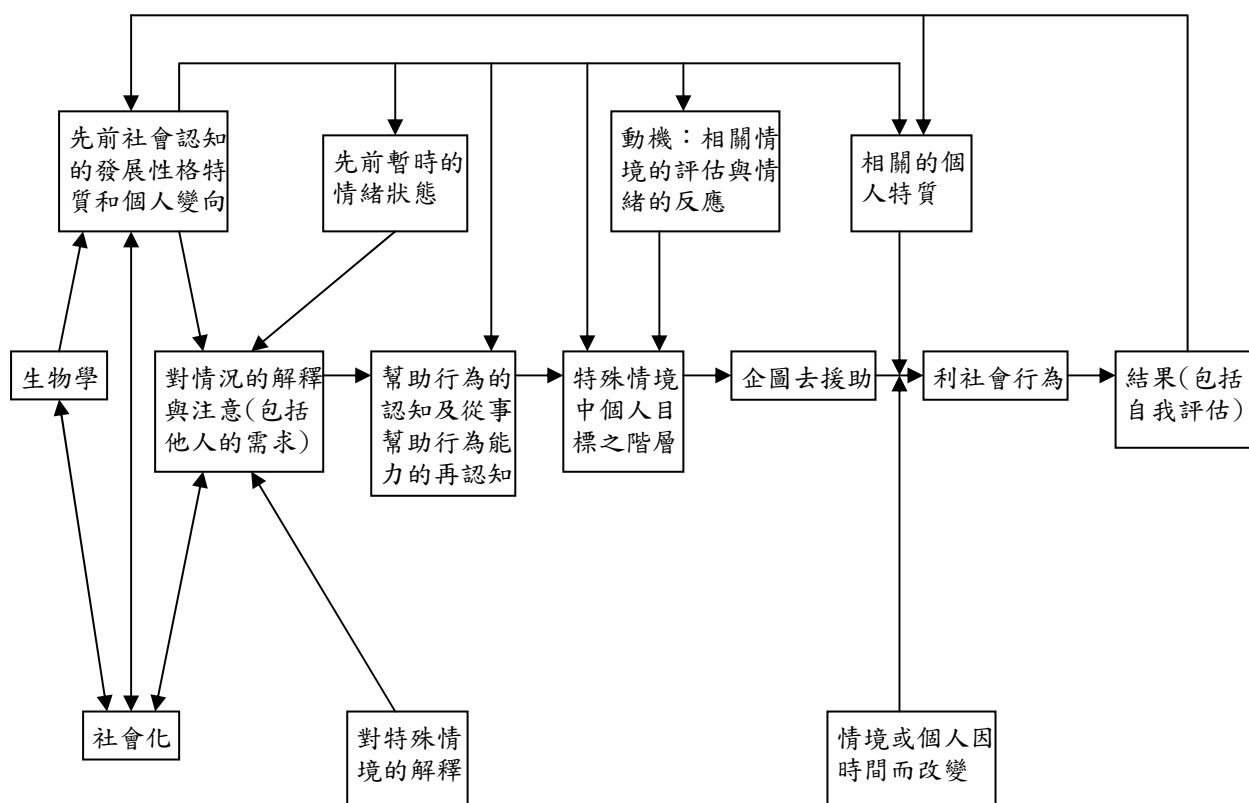 先前社會認知
的發展性格特
質和個人變向
先前暫時的
情緒狀態
動機：相關情
境的評估與情
緒的反應
相關的個
人特質
生物學
對情況的解釋
與注意(包括
他人的需求)
幫助行為的
認知及從事
幫助行為能
力的再認知
特殊情境
中個人目
標之階層
企圖去援助
利社會行為
結果(包括
自我評估)
社會化
對特殊情
境的解釋
情境或個人因
時間而改變